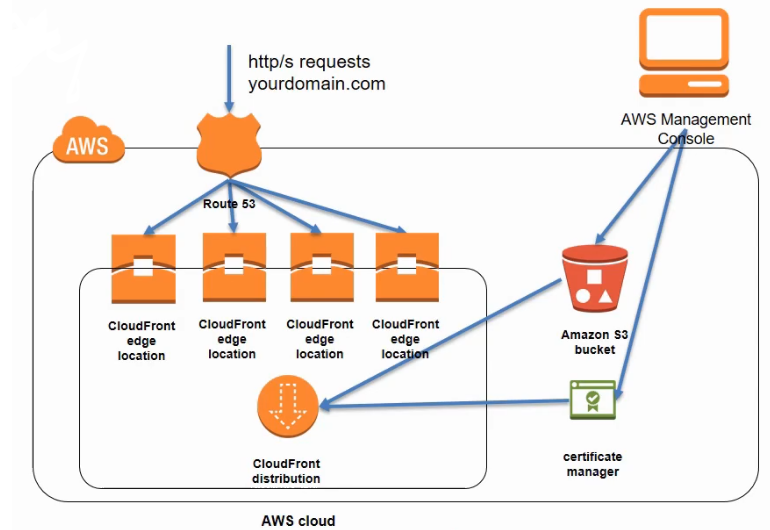 http/s requests
yourdomain.com
AWS Management
Console
AWS
Route 53
CloudFront
edge
location
CloudFront
edge
location
CloudFront
edge
location
CloudFront
edge
location
Amazon S3
bucket
CloudFront
distribution
certificate
manager
AWS cloud